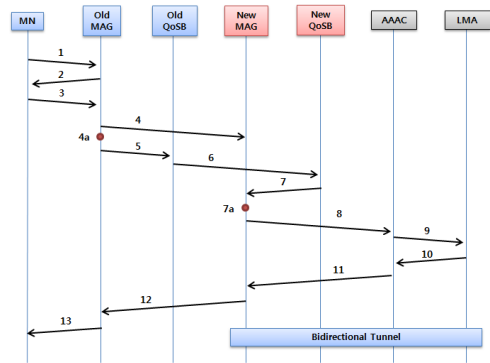 MN
Old
MAG
Old
QoSB
New
MAG
New
QoSB
AAAC
LMA
1
2
3
4
4a
5
6
7
7a
8
9
10
11
12
13
Bidirectional Tunnel